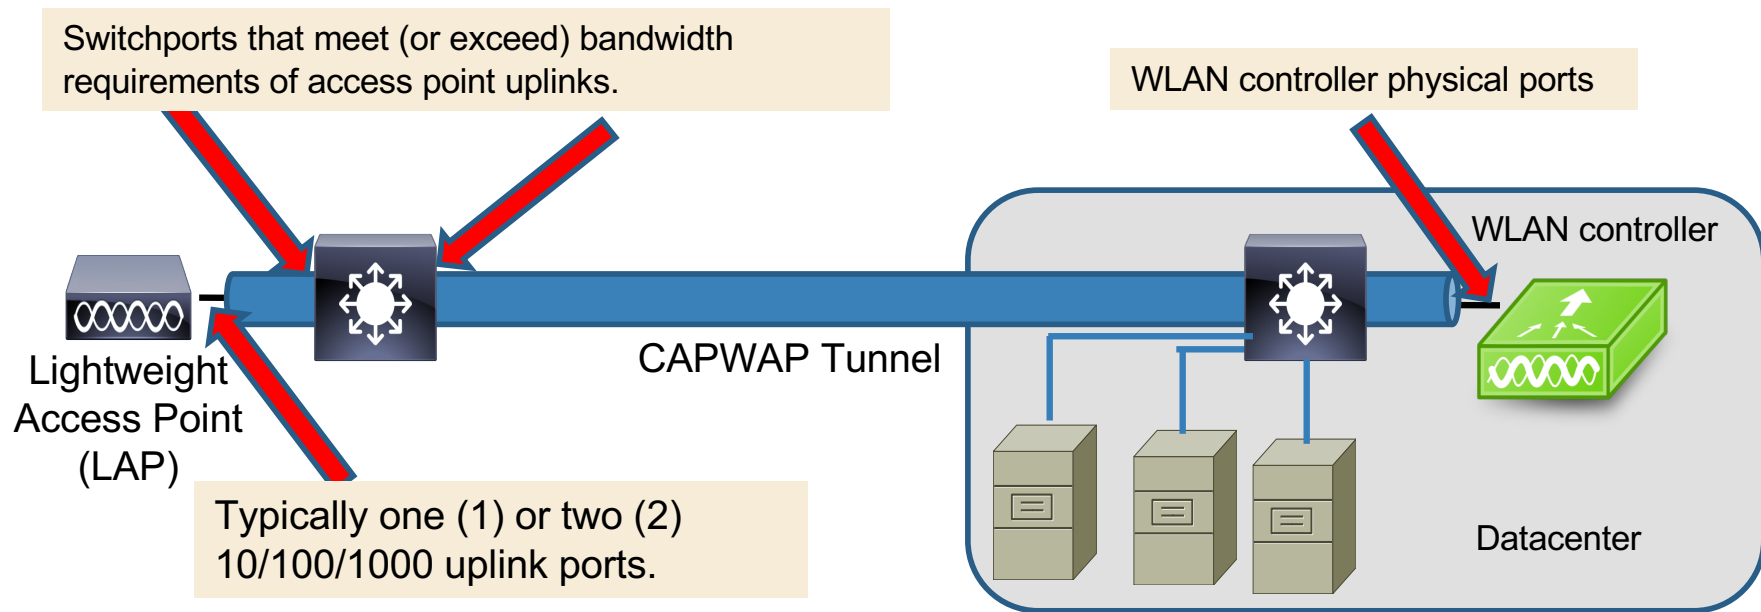 Switchports that meet (or exceed) bandwidth
requirements of access point uplinks.
WLAN controller physical ports
WLAN controller
CAPWAP Tunnel
Lightweight
Access Point
(LAP)
Typically one (1) or two (2)
10/100/1000 uplink ports.
Datacenter